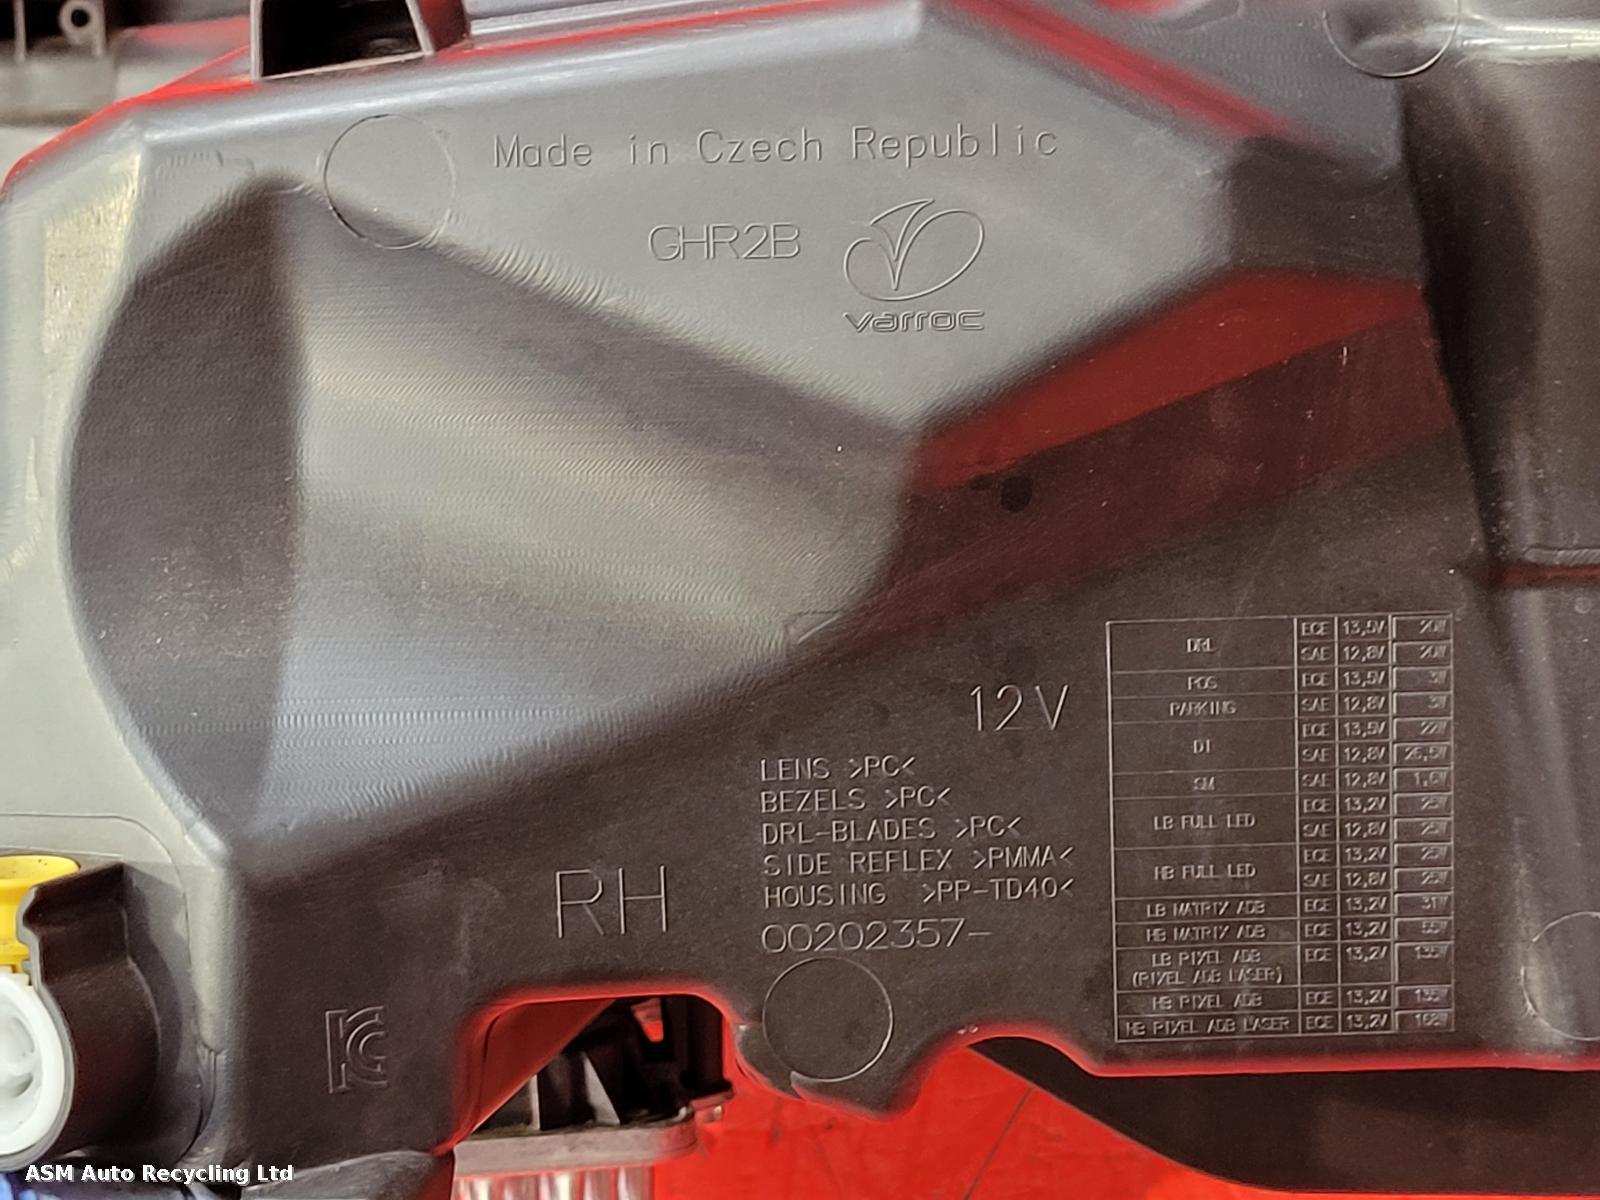 Made in Czech Republic
GHR2B
varroc
12V
LENS >PC<
BEZELS >PC<
DRL-BLADES >PC<
SIDE REFLEX >PMMA<
HOUSING >PP-TD40<
RH
00202357-
DRL ECE 13,5V 20W
SAE 12,8V 20W
POS ECE 13,5V 3W
PARKING SAE 12,8V 3W
DI ECE 13,5V 22W
SAE 12,8V 26,5W
SM SAE 12,8V 1,6W
LB FULL LED ECE 13,2V 25W
SAE 12,8V 25W
HB FULL LED ECE 13,2V 25W
SAE 12,8V 25W
LB MATRIX ADB ECE 13,2V 31W
HB MATRIX ADB ECE 13,2V 55W
LB PIXEL ADB ECE 13,2V
(PIXEL ADB LASER)
HB PIXEL ADB ECE 13,2V
HB PIXEL ADB LASER ECE 13,2V 168W
ASM Auto Recycling Ltd